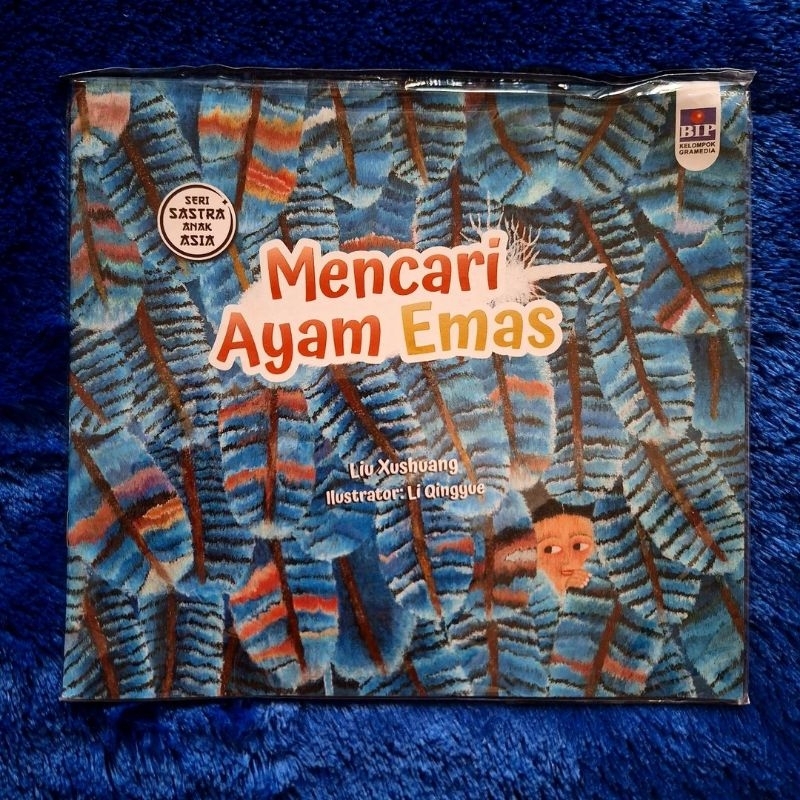 BIP
KELOMPOK
GRAMEDIA
SERI
SASTRA
ANAK
ASIA
Mencari
Ayam Emas
Liu Xushuang
Ilustrator: Li Qingyue